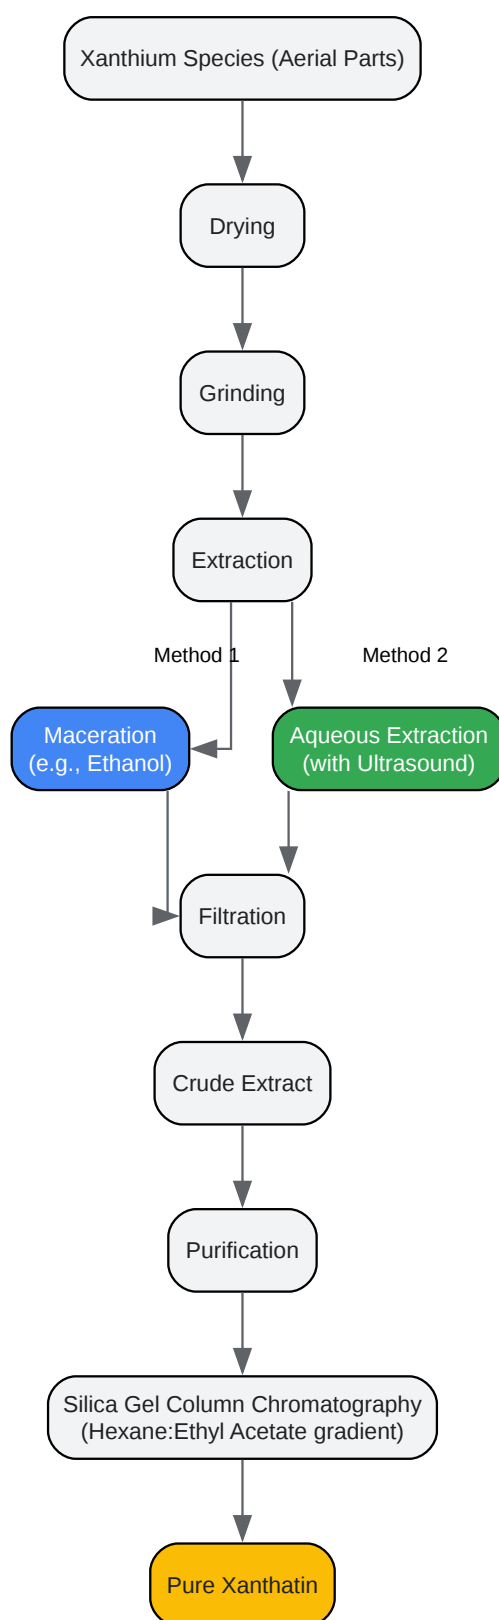 Xanthium Species (Aerial Parts)
Drying
Grinding
Extraction
Method 1
Method 2
Maceration
(e.g., Ethanol)
Aqueous Extraction
(with Ultrasound)
Filtration
Crude Extract
Purification
Silica Gel Column Chromatography
(Hexane:Ethyl Acetate gradient)
Pure Xanthatin